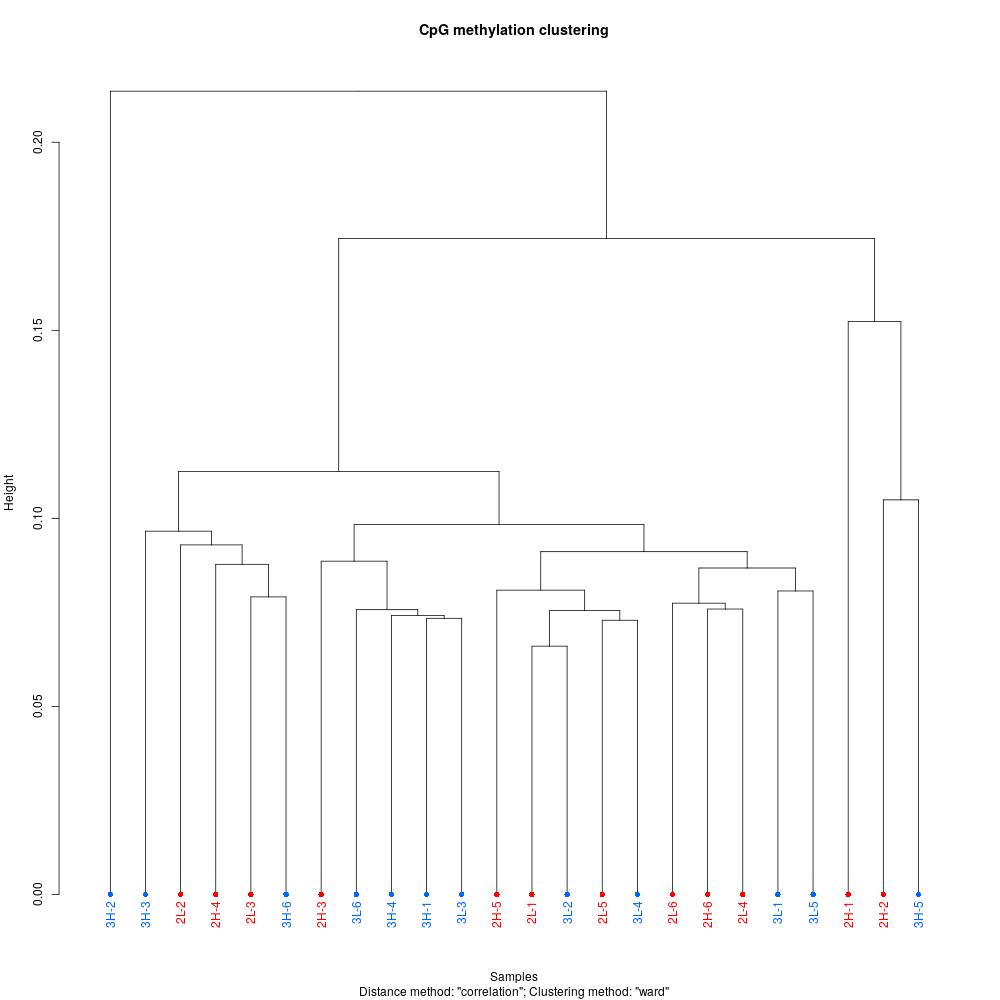 CpG methylation clustering
Height
0.20
0.15
0.10
0.05
0.00
3H-2
3H-3
2L-2
2H-4
2L-3
3H-6
2H-3
3L-6
3H-4
3H-1
3L-3
2H-5
2L-1
3L-2
2L-5
3L-4
2L-6
2H-6
2L-4
3L-1
3L-5
2H-1
2H-2
3H-5
Samples
Distance method: "correlation"; Clustering method: "ward"